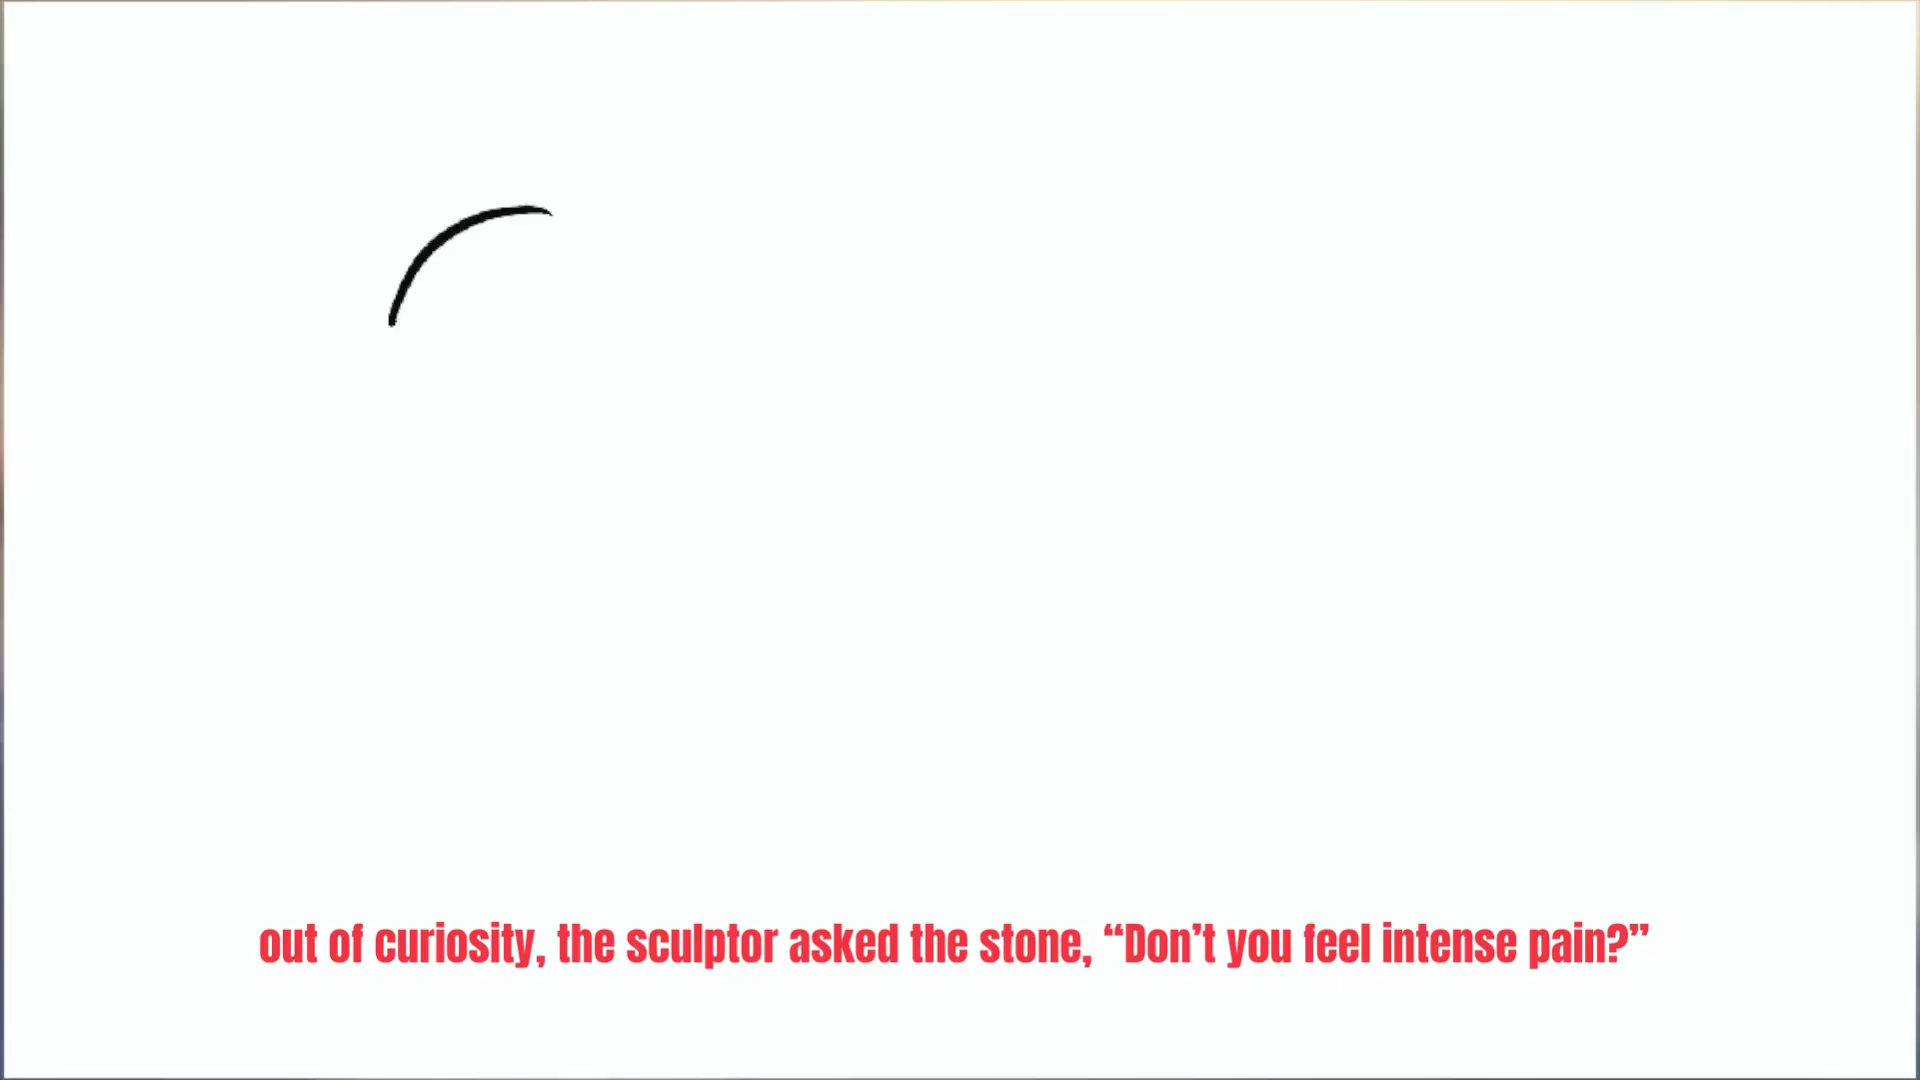 out of curiosity, the sculptor asked the stone, “Don’t you feel intense pain?”